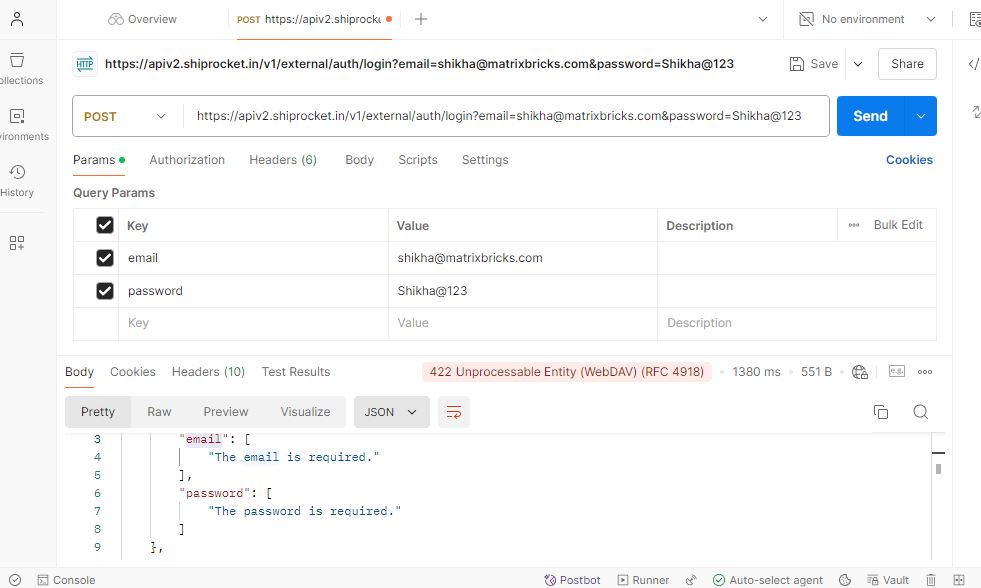 Overview
POST https://apiv2.shiprocke
No environment
HTTP https://apiv2.shiprocket.in/v1/external/auth/login?email=shikha@matrixbricks.com&password=Shikha@123
Save
Share
ollections
POST
https://apiv2.shiprocket.in/v1/external/auth/login?email=shikha@matrixbricks.com&password=Shikha@123
Send
vironments
Params Authorization Headers (6) Body Scripts Settings Cookies
History
Query Params
Key Value Description Bulk Edit
email shikha@matrixbricks.com
password Shikha@123
Key Value Description
Body Cookies Headers (10) Test Results 422 Unprocessable Entity (WebDAV) (RFC 4918) 1380 ms 551 B e.g.
Pretty Raw Preview Visualize JSON
3 "email": [
4 "The email is required."
5 ],
6 "password": [
7 "The password is required."
8 ]
9 },
Console Postbot Runner Auto-select agent Vault